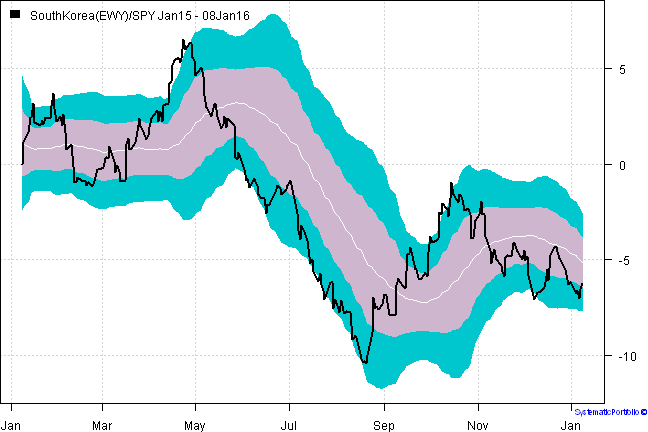 SouthKorea(EWY)/SPY Jan15 - 08Jan16
5
0
-5
-10
Jan Mar May Jul Sep Nov Jan
SystematicPortfolio ©